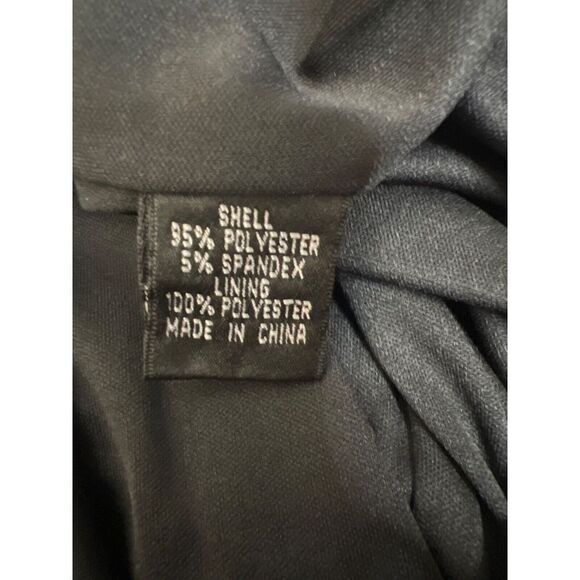 SHELL
95% POLYESTER
5% SPANDEX
LINING
100% POLYESTER
MADE IN CHINA